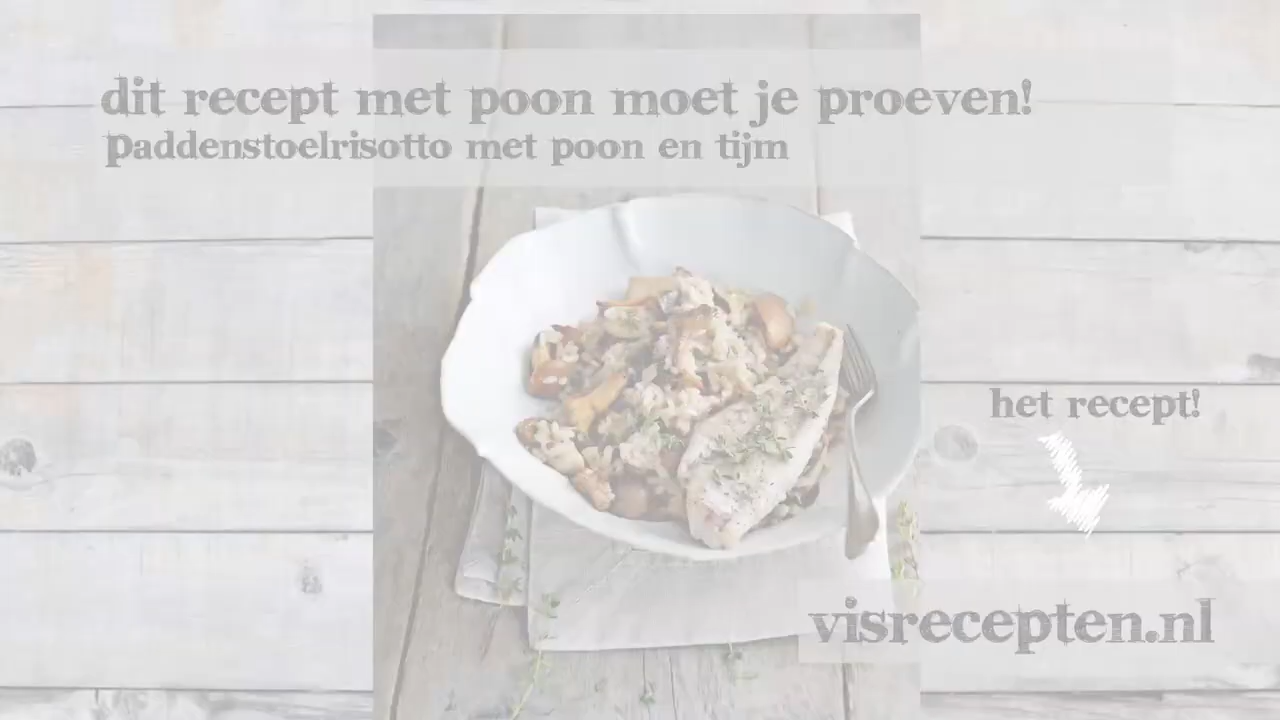 dit recept met poon moet je proeven!
Paddenstoelrisotto met poon en tijm
het recept!
visrecepten.nl